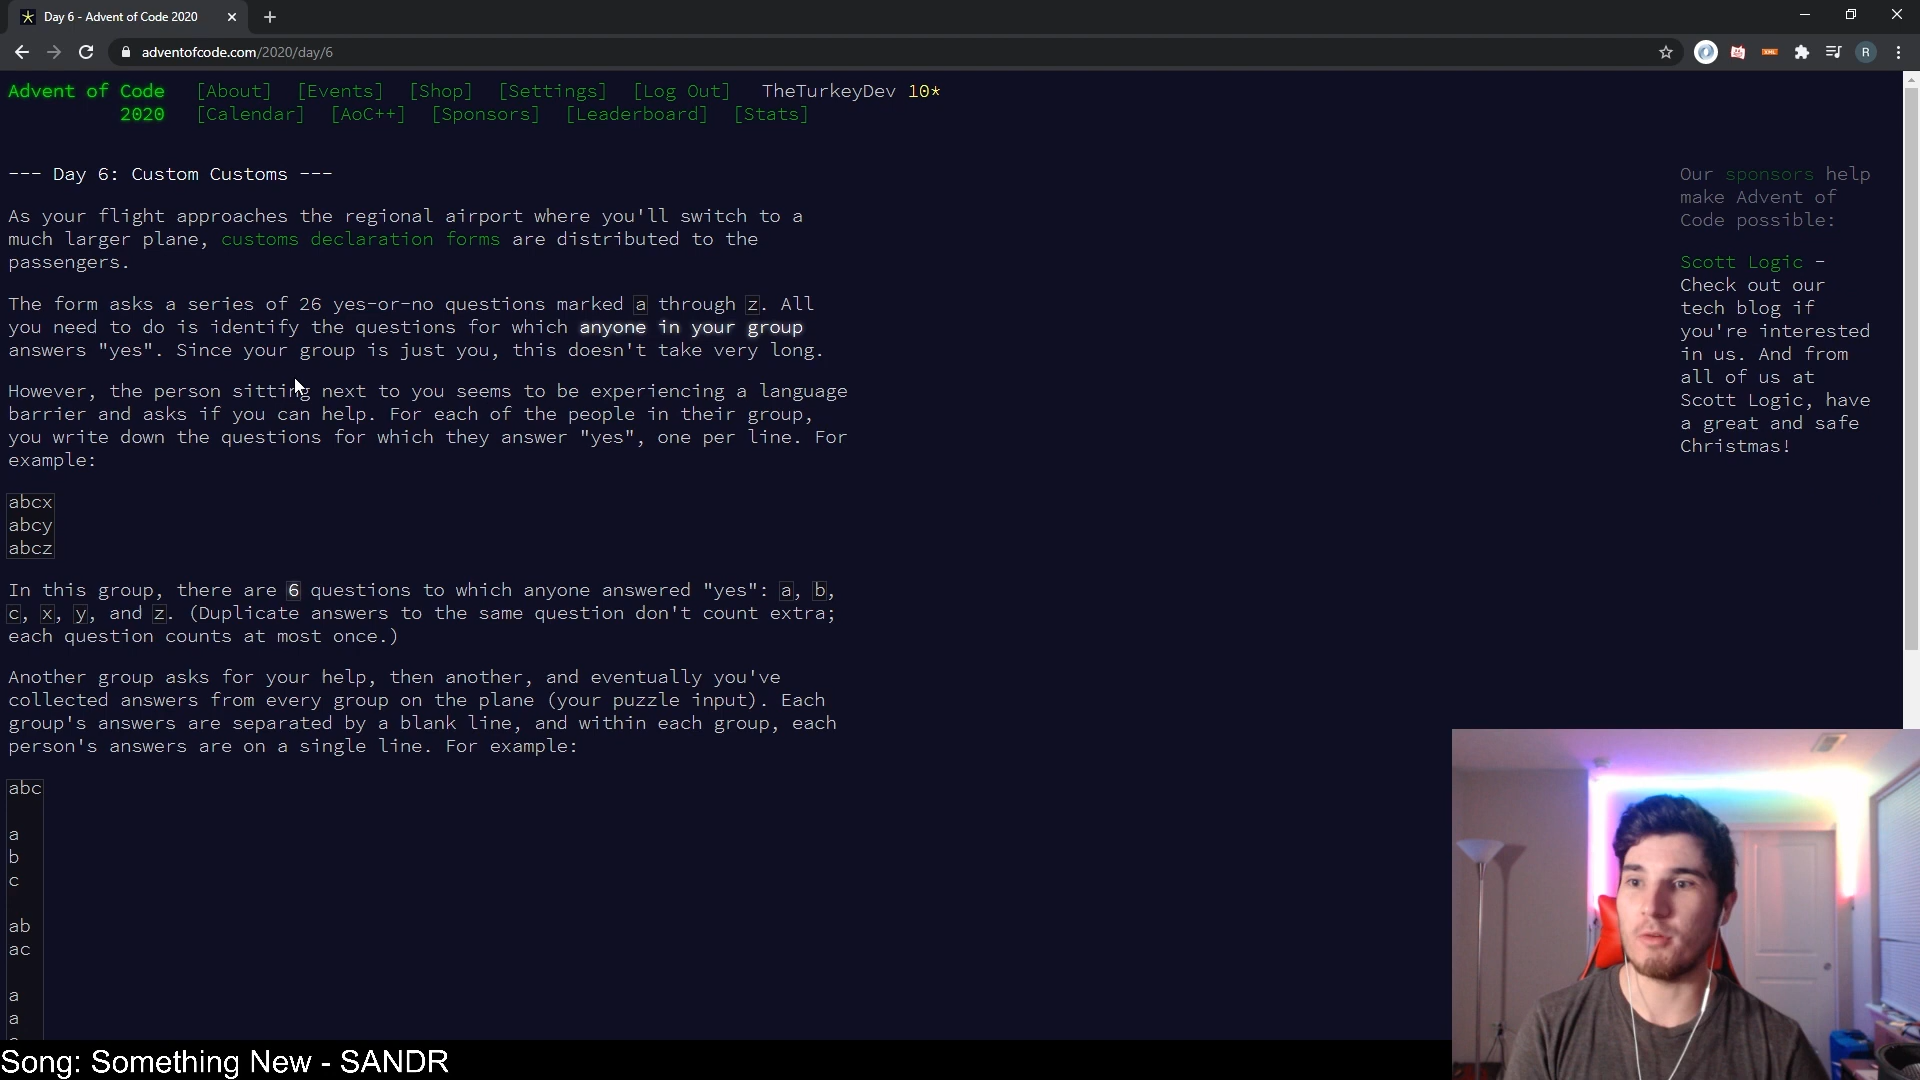 Day 6 - Advent of Code 2020
adventofcode.com/2020/day/6
R
Advent of Code [About] [Events] [Shop] [Settings] [Log Out] TheTurkeyDev 10*
2020 [Calendar] [AoC++] [Sponsors] [Leaderboard] [Stats]
--- Day 6: Custom Customs ---
As your flight approaches the regional airport where you'll switch to a
much larger plane, customs declaration forms are distributed to the
passengers.
The form asks a series of 26 yes-or-no questions marked a through z. All
you need to do is identify the questions for which anyone in your group
answers "yes". Since your group is just you, this doesn't take very long.
However, the person sitting next to you seems to be experiencing a language
barrier and asks if you can help. For each of the people in their group,
you write down the questions for which they answer "yes", one per line. For
example:
abcx
abcy
abcz
In this group, there are 6 questions to which anyone answered "yes": a, b,
c, x, y, and z. (Duplicate answers to the same question don't count extra;
each question counts at most once.)
Another group asks for your help, then another, and eventually you've
collected answers from every group on the plane (your puzzle input). Each
group's answers are separated by a blank line, and within each group, each
person's answers are on a single line. For example:
abc
a
b
c
ab
ac
a
a
Our sponsors help
make Advent of
Code possible:
Scott Logic -
Check out our
tech blog if
you're interested
in us. And from
all of us at
Scott Logic, have
a great and safe
Christmas!
Song: Something New - SANDR